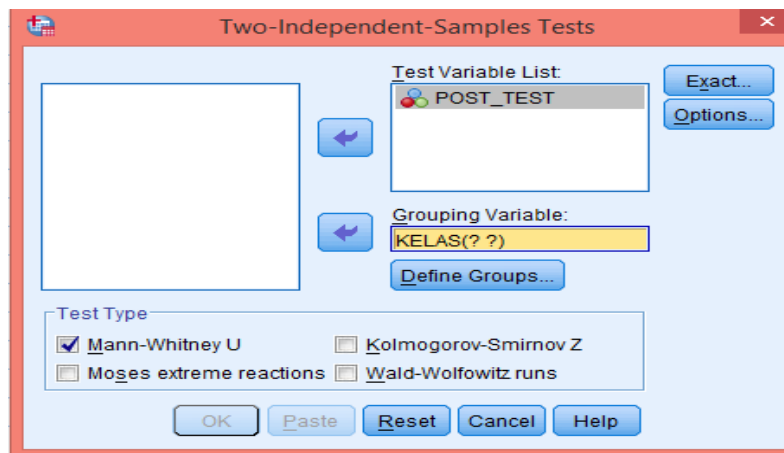 Two-Independent-Samples Tests
Test Variable List:
POST_TEST
Exact...
Options...
Grouping Variable:
KELAS(? ?)
Define Groups...
Test Type
Mann-Whitney U
Kolmogorov-Smirnov Z
Moses extreme reactions
Wald-Wolfowitz runs
OK
Paste
Reset
Cancel
Help